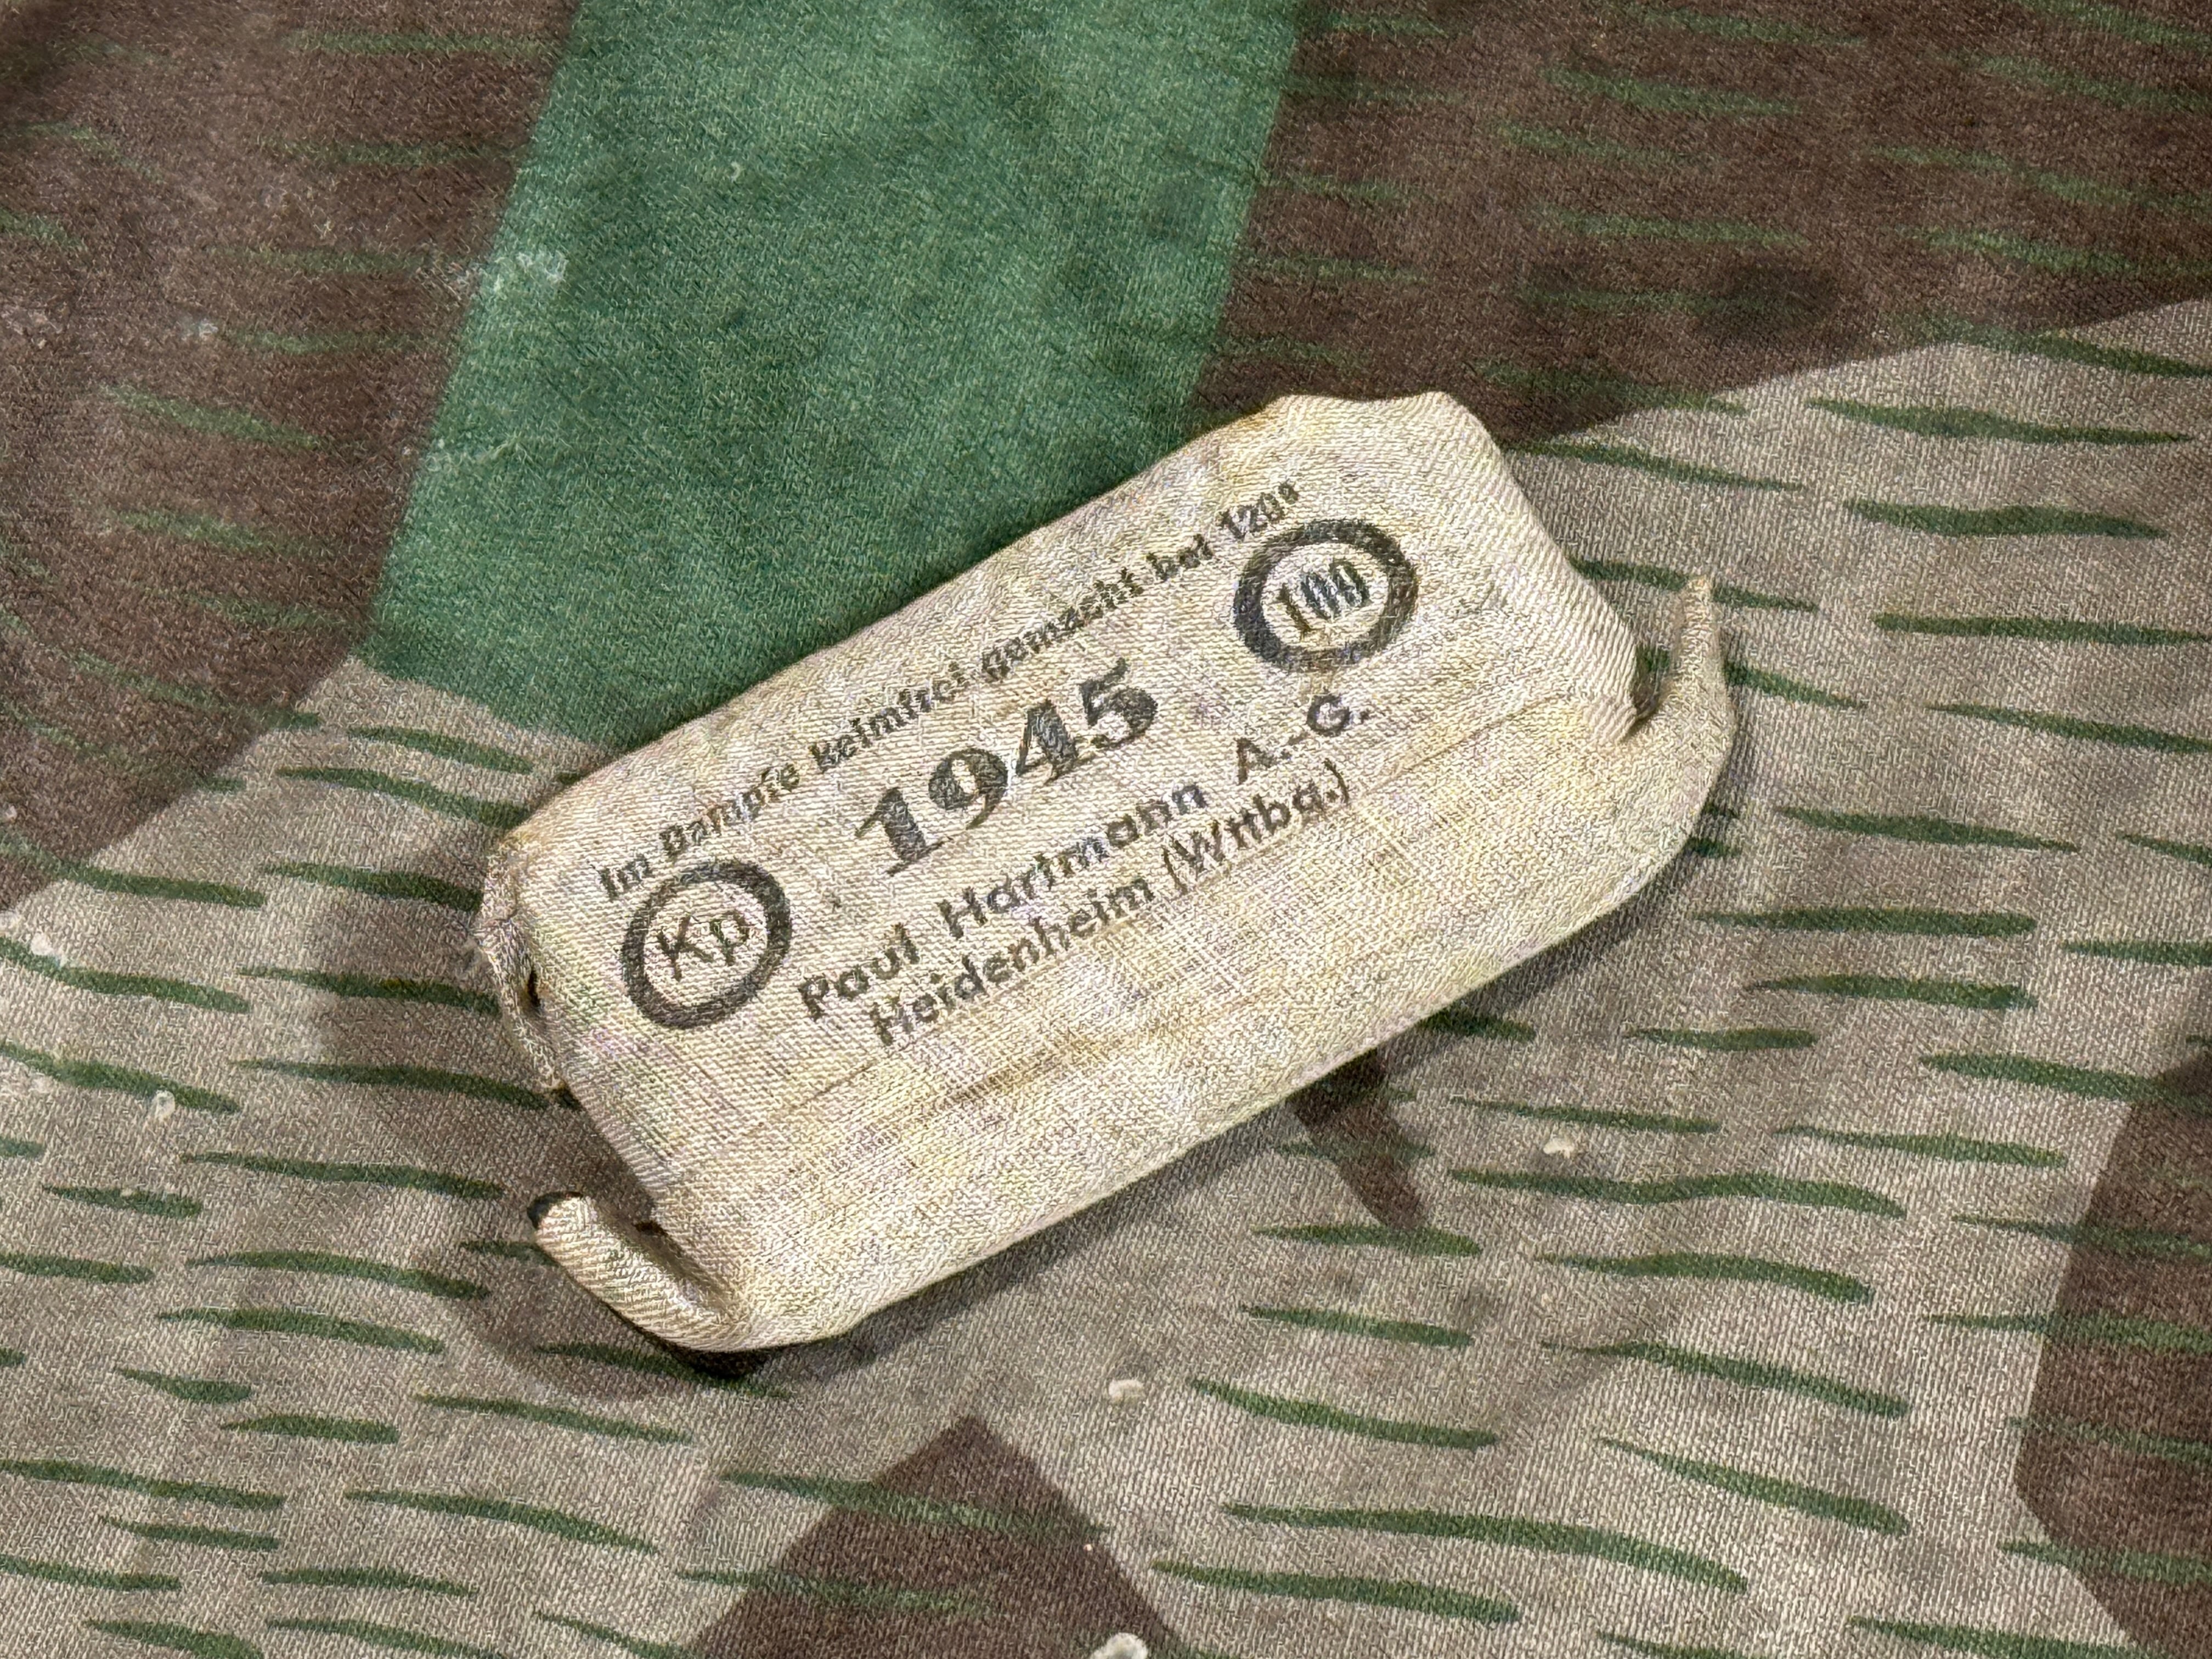 Im Dampfe keimfrei gemacht bei 120°
Kp
1945
100
Paul Hartmann A.-G.
Heidenheim (Wttbg.)